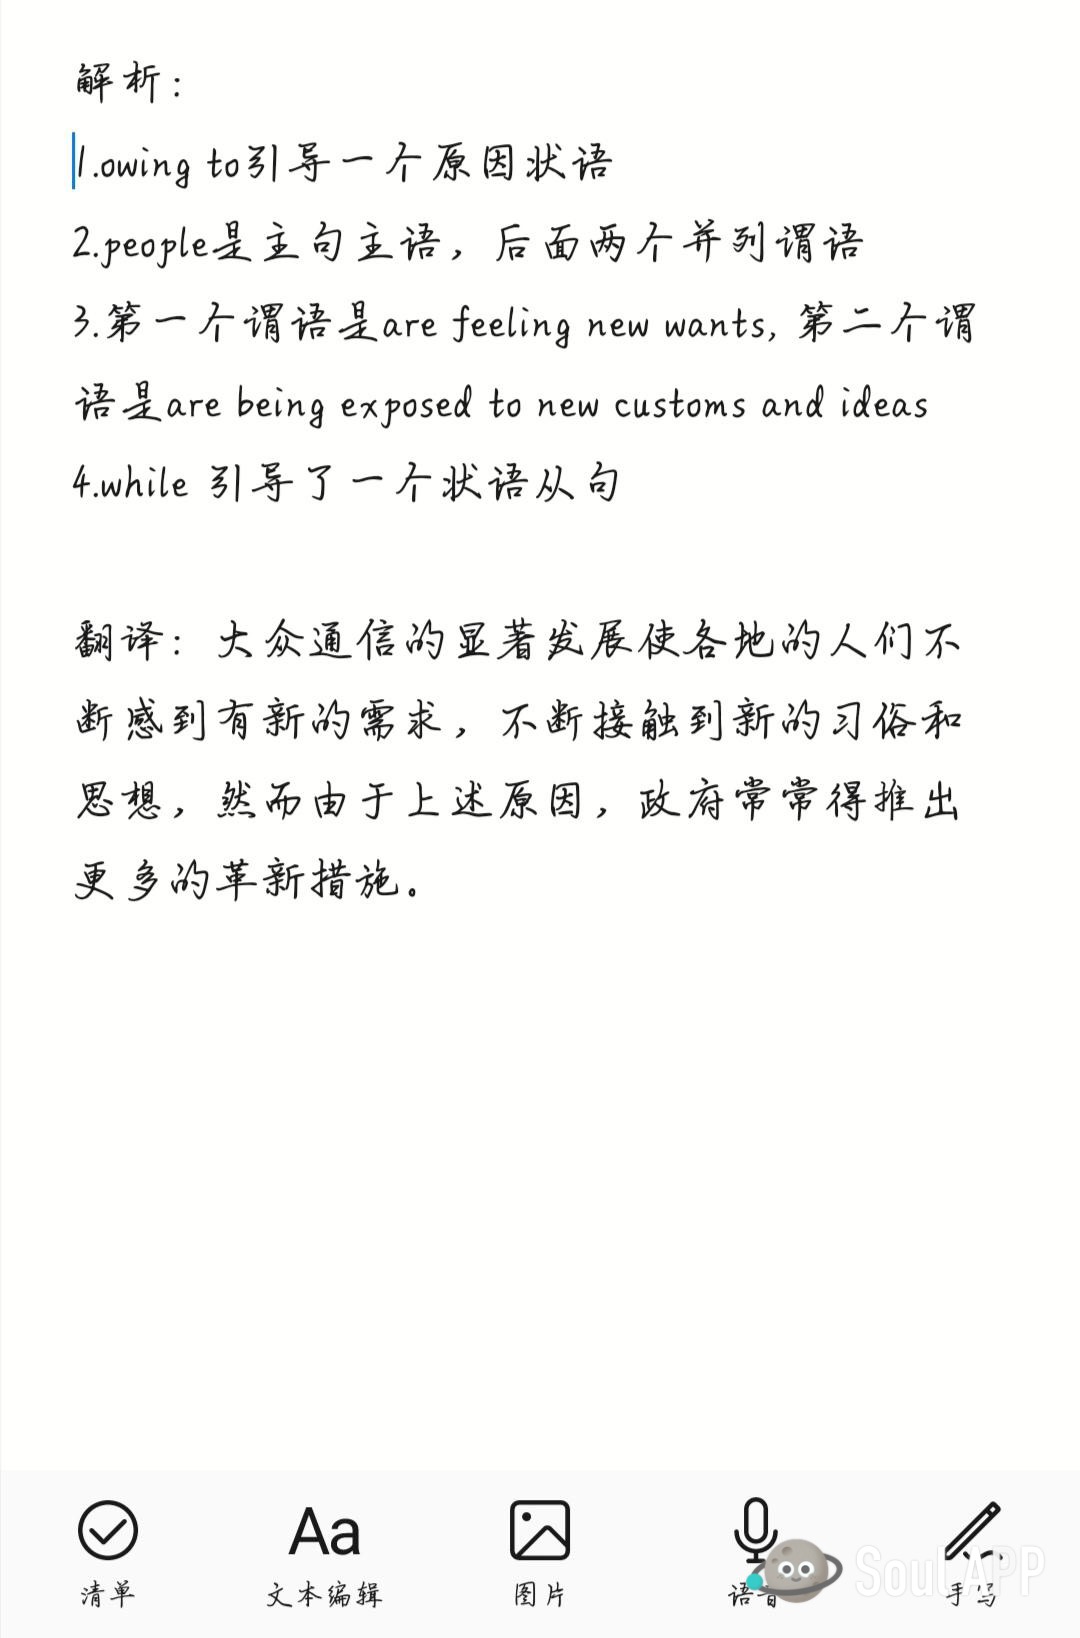 解析：
1.owing to引导一个原因状语
2.people是主句主语，后面两个并列谓语
3.第一个谓语是are feeling new wants, 第二个谓
语是are being exposed to new customs and ideas
4.while 引导了一个状语从句
翻译：大众通信的显著发展使各地的人们不
断感到有新的需求，不断接触到新的习俗和
思想，然而由于上述原因，政府常常得推出
更多的革新措施。
Aa
清单 文本编辑 图片 语音 手写
Soul APP